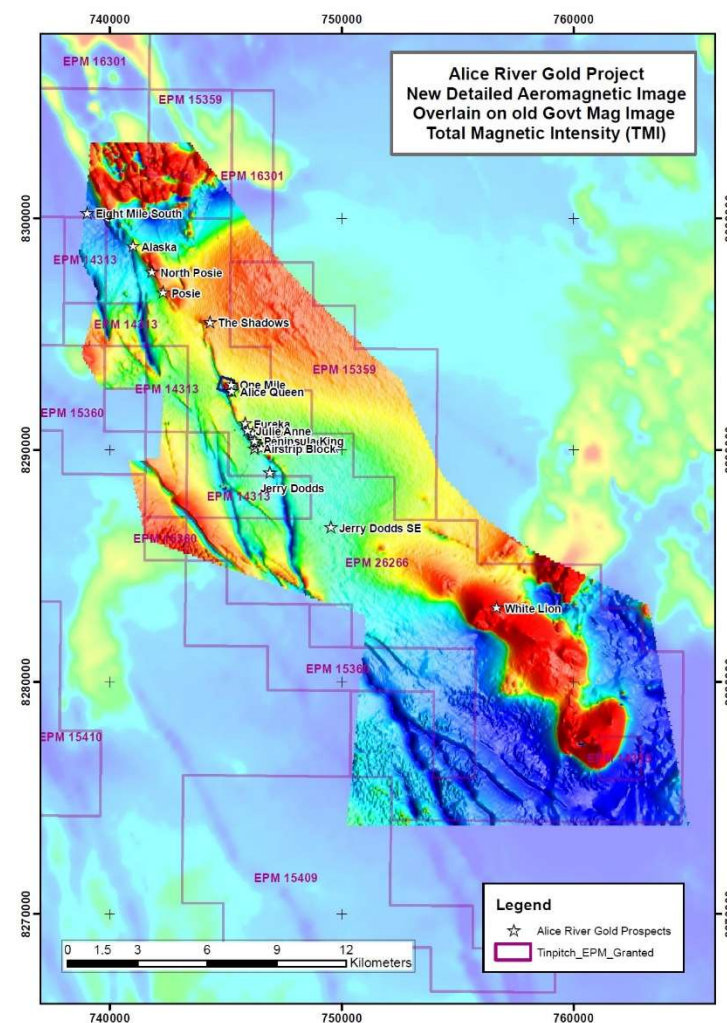 740000
750000
760000
EPM 16301
EPM 15359
Alice River Gold Project
New Detailed Aeromagnetic Image
Overlain on old Govt Mag Image
Total Magnetic Intensity (TMI)
EPM 16301
8300000
Eight Mile South
Alaska
EPM 14313
North Posie
Posie
EPM 14313
The Shadows
EPM 15359
EPM 14313
One Mile
Alice Queen
EPM 15360
Eureka
Julie Anne
8290000
Peninsula King
Airstrip Block
Jerry Dodds
EPM 14313
Jerry Dodds SE
EPM 15360
EPM 26266
White Lion
8280000
EPM 15360
EPM 15410
EPM 15409
8270000
Legend
Alice River Gold Prospects
Tinpitch_EPM_Granted
0 1.5 3 6 9 12
Kilometers
740000
750000
760000